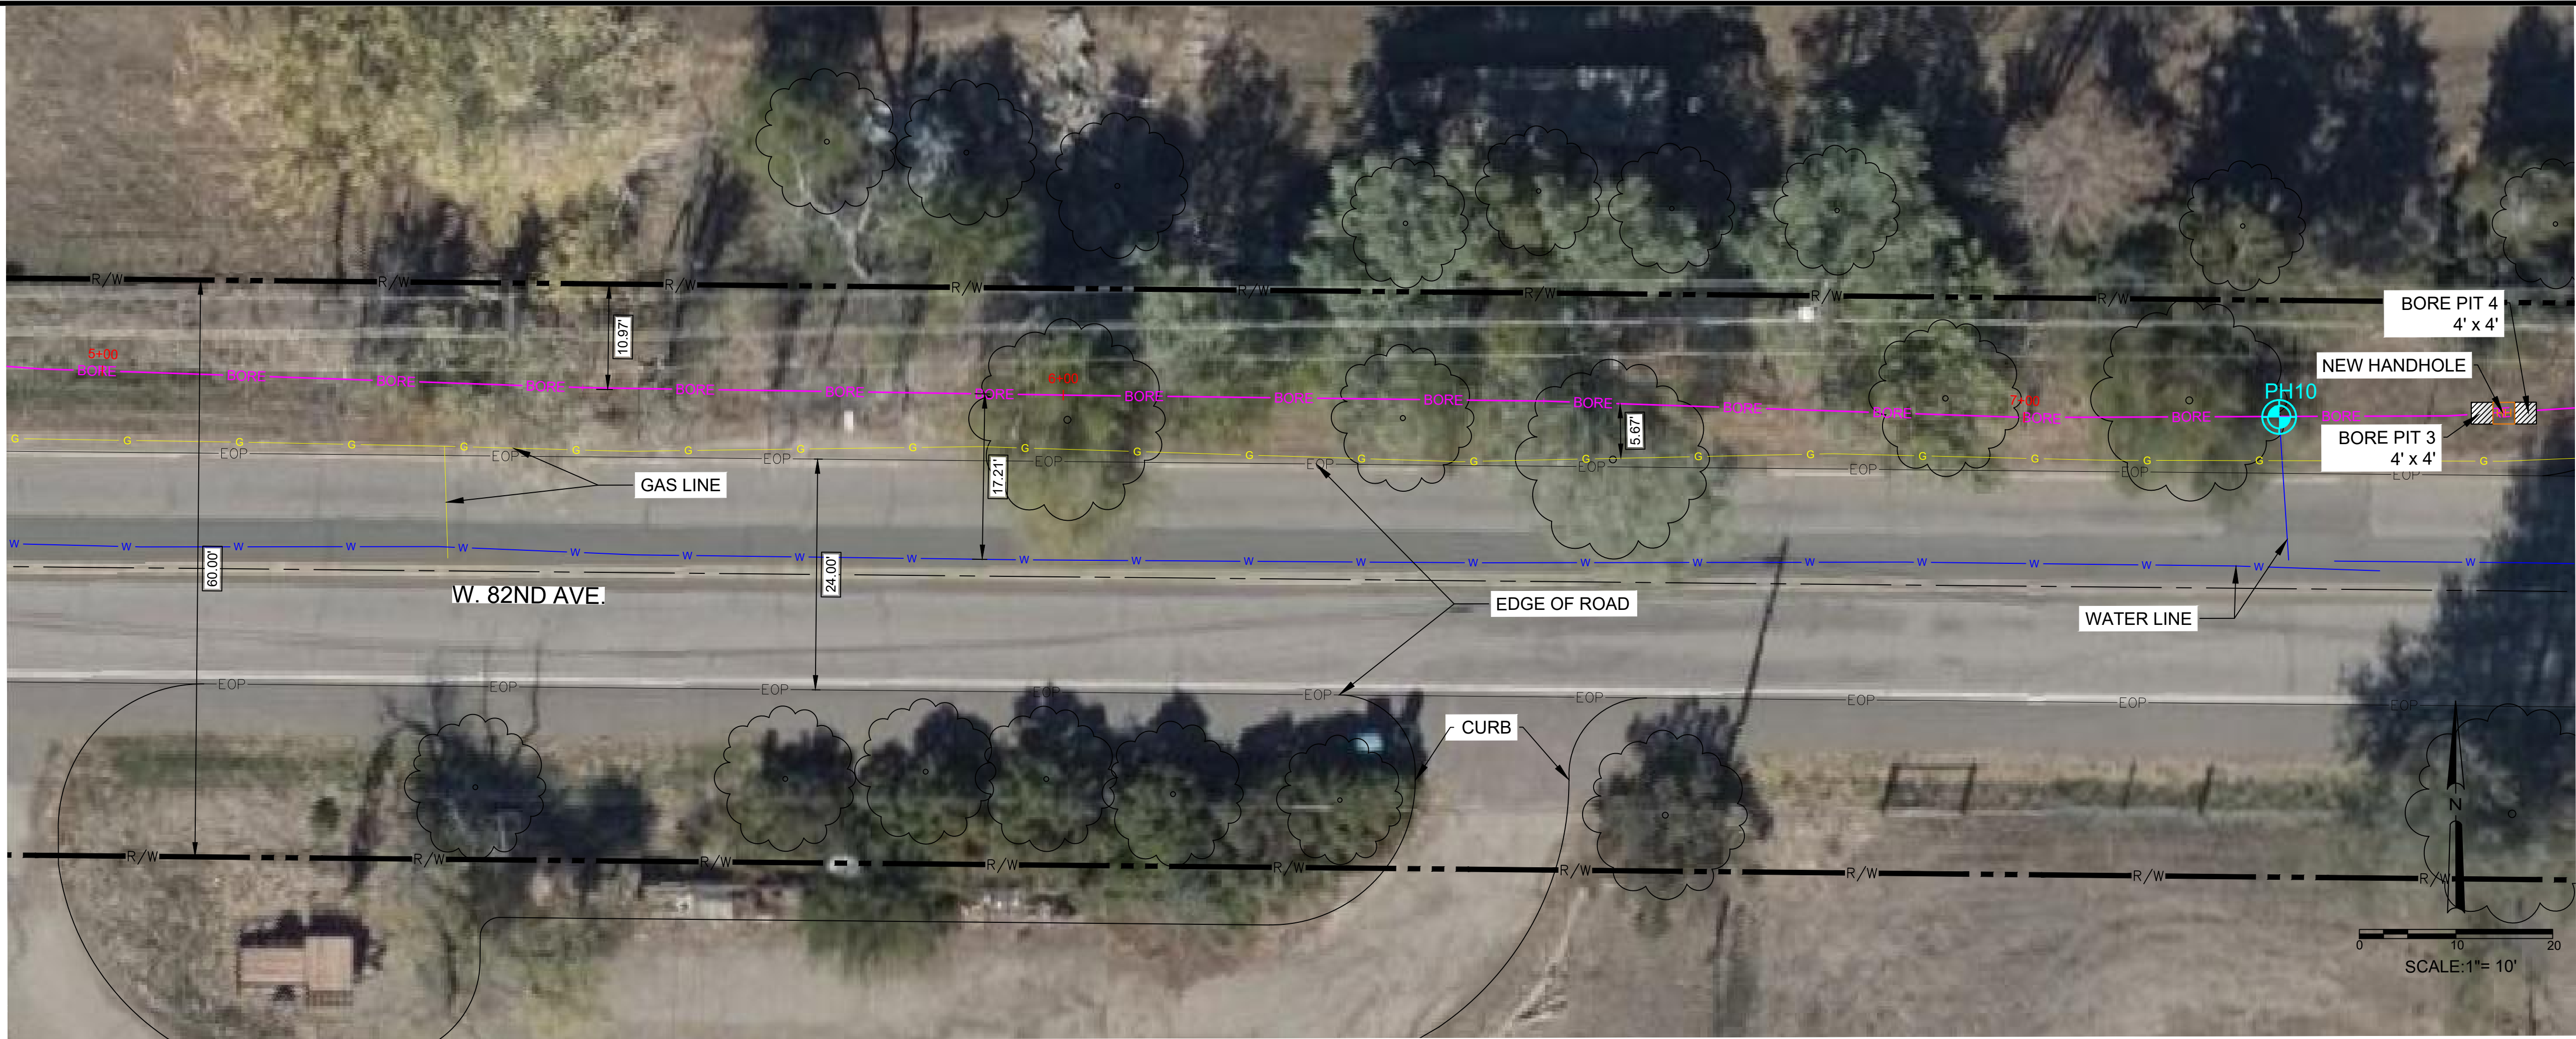 R/W R/W R/W R/W R/W R/W R/W R/W
BORE PIT 4
4' x 4'
10.97'
5+00
6+00
7+00
NEW HANDHOLE
BORE BORE BORE BORE BORE BORE BORE BORE BORE BORE BORE BORE BORE BORE BORE BORE
HH
PH10
5.67'
BORE PIT 3
4' x 4'
G G G G G G G G G G G G G G G G G G G G G G
EOP EOP EOP EOP EOP EOP EOP EOP EOP
GAS LINE
17.21'
W W W W W W W W W W W W W W W W W W W W W W
60.00'
24.00'
W. 82ND AVE.
EDGE OF ROAD
WATER LINE
EOP EOP EOP EOP EOP EOP EOP EOP EOP
CURB
N
R/W R/W R/W R/W R/W R/W R/W R/W R/W
0 10 20
SCALE:1"= 10'